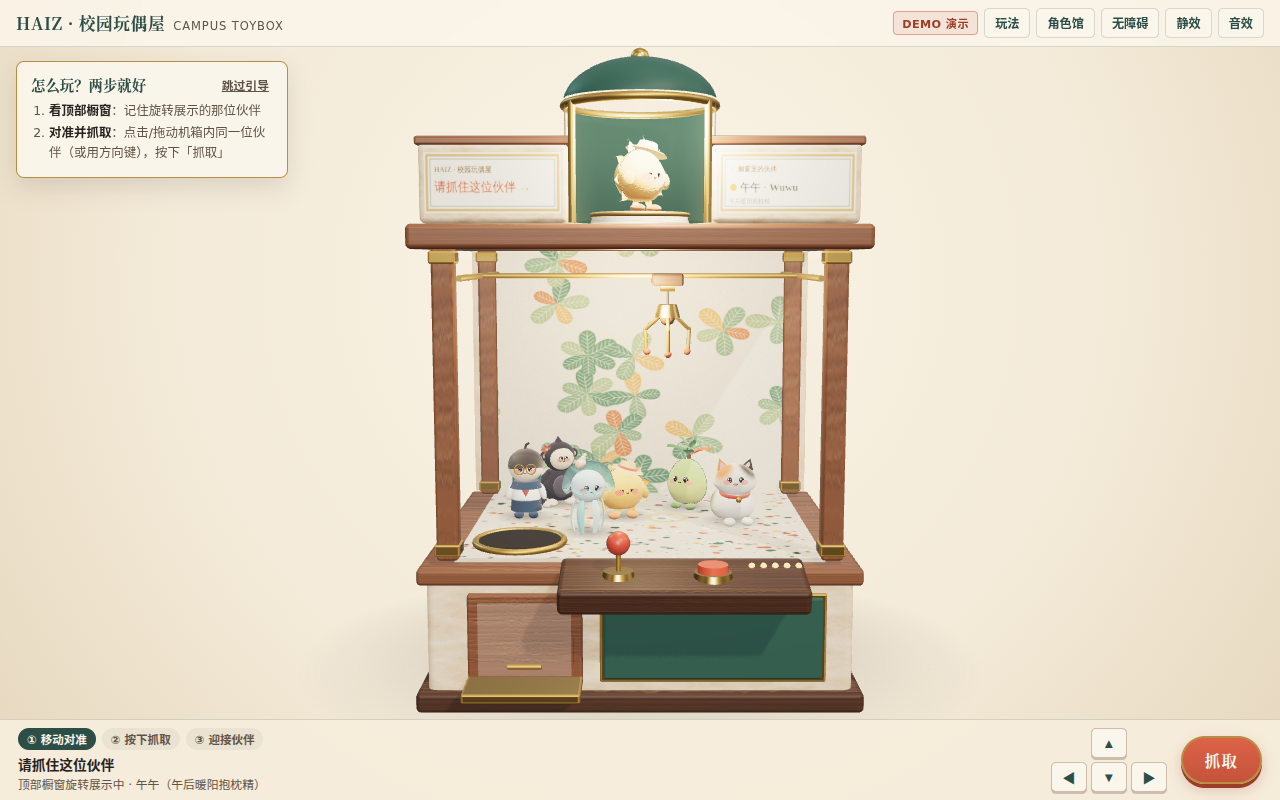 HAIZ · 校园玩偶屋 CAMPUS TOYBOX
DEMO 演示 玩法 角色馆 无障碍 静效 音效
怎么玩？两步就好 跳过引导
1. 看顶部橱窗：记住旋转展示的那位伙伴
2. 对准并抓取：点击/拖动机箱内同一位伙
伴（或用方向键），按下「抓取」
HAIZ · 校园玩偶屋
请抓住这位伙伴 →
午午 · Wuwu
① 移动对准 ② 按下抓取 ③ 迎接伙伴
请抓住这位伙伴
顶部橱窗旋转展示中 · 午午（午后暖阳抱枕精）
▲
◀ ▼ ▶
抓取